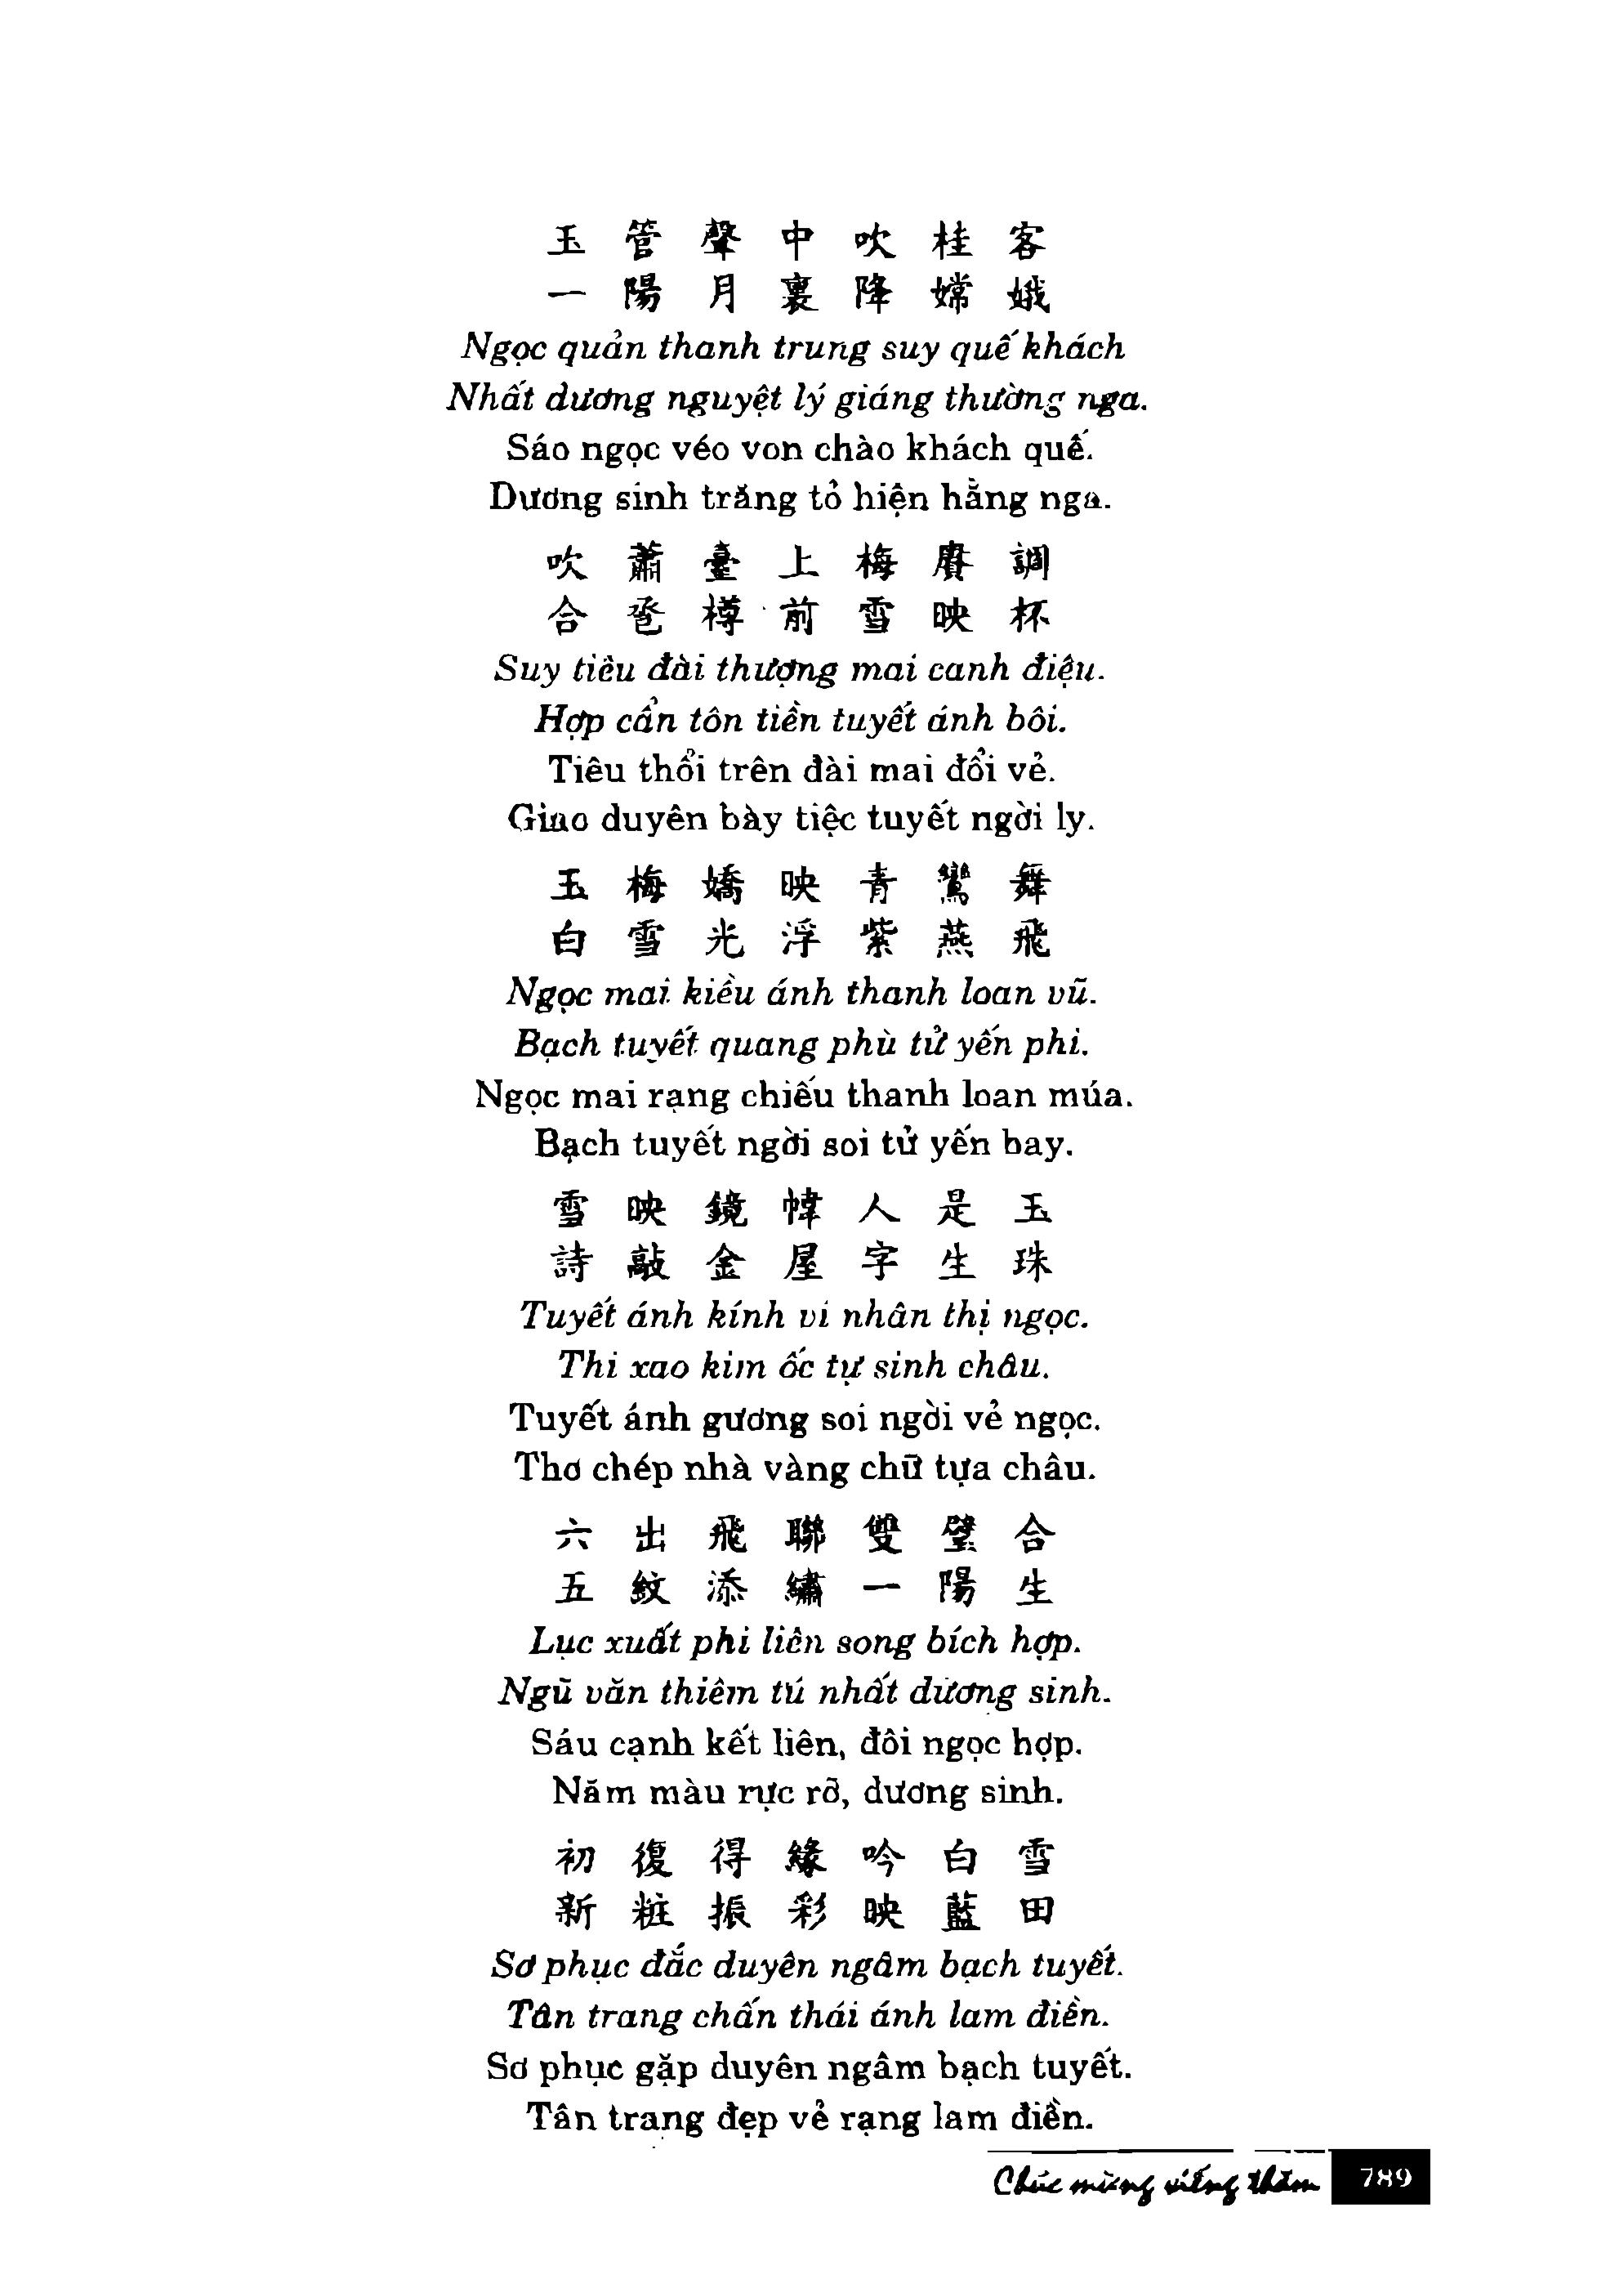 玉管聲中吹桂客
一陽月裏降嫦娥
Ngọc quản thanh trung suy quế khách
Nhất dương nguyệt lý giáng thường nga.
Sáo ngọc véo von chào khách quế.
Dương sinh trăng tỏ hiện hằng nga.
吹蕭臺上梅賡調
合卺樽前雪映杯
Suy tiêu đài thượng mai canh điệu.
Hợp cẩn tôn tiền tuyết ánh bôi.
Tiêu thổi trên đài mai đổi vẻ.
Giao duyên bày tiệc tuyết ngời ly.
玉梅嬌映青鸞舞
白雪光浮紫燕飛
Ngọc mai kiều ánh thanh loan vũ.
Bạch tuyết quang phù tử yến phi.
Ngọc mai rạng chiếu thanh loan múa.
Bạch tuyết ngời soi tử yến bay.
雪映鏡幃人是玉
詩敲金屋字生珠
Tuyết ánh kính vi nhân thị ngọc.
Thi xao kim ốc tự sinh châu.
Tuyết ánh gương soi ngời vẻ ngọc.
Thơ chép nhà vàng chữ tựa châu.
六出飛聯雙璧合
五紋添繡一陽生
Lục xuất phi liên song bích hợp.
Ngũ văn thiêm tú nhất dương sinh.
Sáu cạnh kết liên, đôi ngọc hợp.
Năm màu rực rỡ, dương sinh.
初復得緣吟白雪
新粧振彩映藍田
Sơ phục đắc duyên ngâm bạch tuyết.
Tân trang chấn thái ánh lam điền.
Sơ phục gặp duyên ngâm bạch tuyết.
Tân trang đẹp vẻ rạng lam điền.
Chúc mừng viếng thăm 789